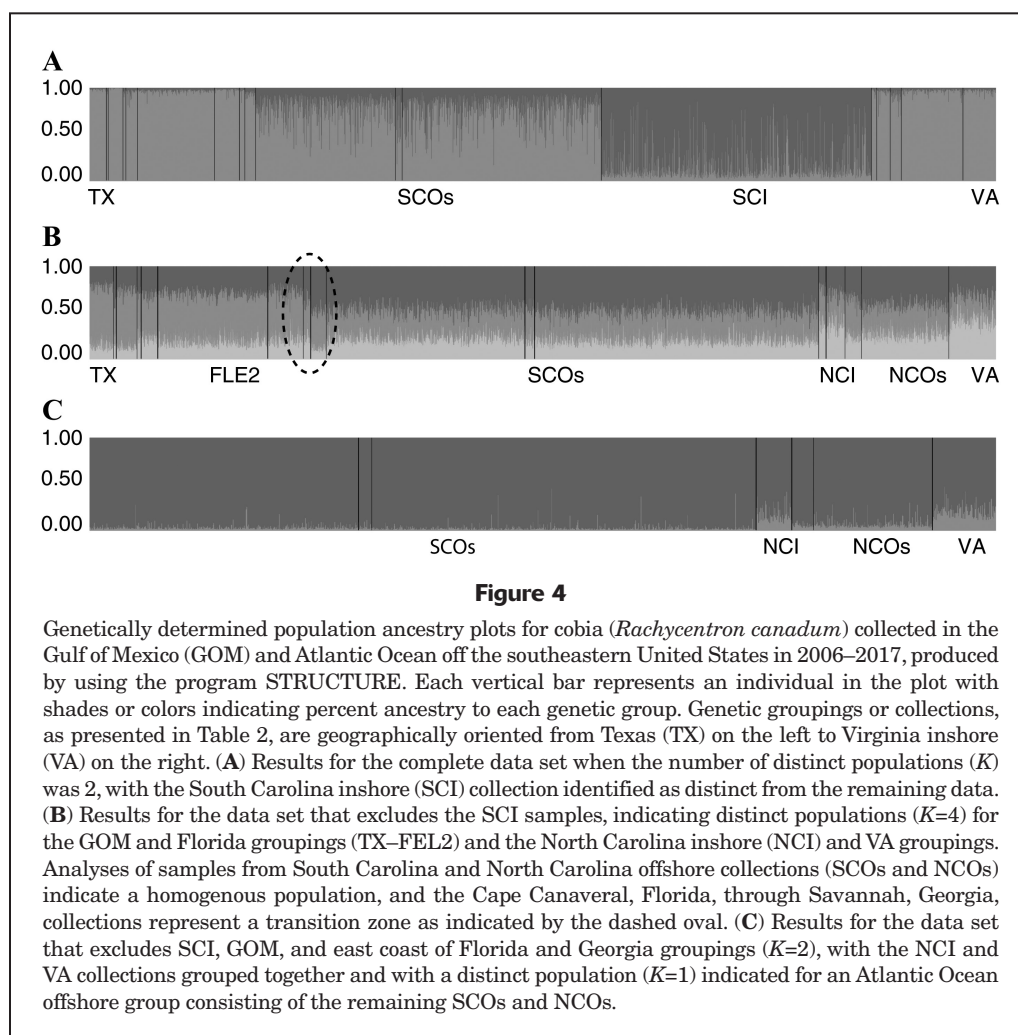 A
1.00
0.50
0.00
TX SCOs SCI VA
B
1.00
0.50
0.00
TX FLE2 SCOs NCI NCOs VA
C
1.00
0.50
0.00
SCOs NCI NCOs VA
Figure 4
Genetically determined population ancestry plots for cobia (Rachycentron canadum) collected in the
Gulf of Mexico (GOM) and Atlantic Ocean off the southeastern United States in 2006–2017, produced
by using the program STRUCTURE. Each vertical bar represents an individual in the plot with
shades or colors indicating percent ancestry to each genetic group. Genetic groupings or collections,
as presented in Table 2, are geographically oriented from Texas (TX) on the left to Virginia inshore
(VA) on the right. (A) Results for the complete data set when the number of distinct populations (K)
was 2, with the South Carolina inshore (SCI) collection identified as distinct from the remaining data.
(B) Results for the data set that excludes the SCI samples, indicating distinct populations (K=4) for
the GOM and Florida groupings (TX–FEL2) and the North Carolina inshore (NCI) and VA groupings.
Analyses of samples from South Carolina and North Carolina offshore collections (SCOs and NCOs)
indicate a homogenous population, and the Cape Canaveral, Florida, through Savannah, Georgia,
collections represent a transition zone as indicated by the dashed oval. (C) Results for the data set
that excludes SCI, GOM, and east coast of Florida and Georgia groupings (K=2), with the NCI and
VA collections grouped together and with a distinct population (K=1) indicated for an Atlantic Ocean
offshore group consisting of the remaining SCOs and NCOs.